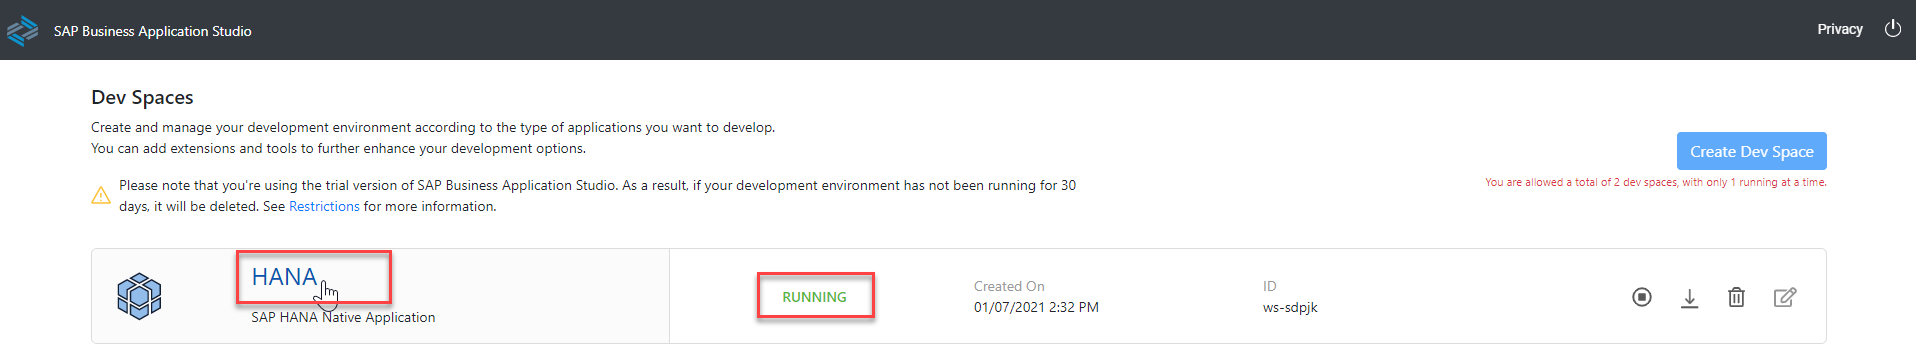 SAP Business Application Studio
Privacy
Dev Spaces
Create and manage your development environment according to the type of applications you want to develop.
You can add extensions and tools to further enhance your development options.
Create Dev Space
You are allowed a total of 2 dev spaces, with only 1 running at a time.
Please note that you're using the trial version of SAP Business Application Studio. As a result, if your development environment has not been running for 30
days, it will be deleted. See Restrictions for more information.
HANA
SAP HANA Native Application
RUNNING
Created On
01/07/2021 2:32 PM
ID
ws-sdpjk